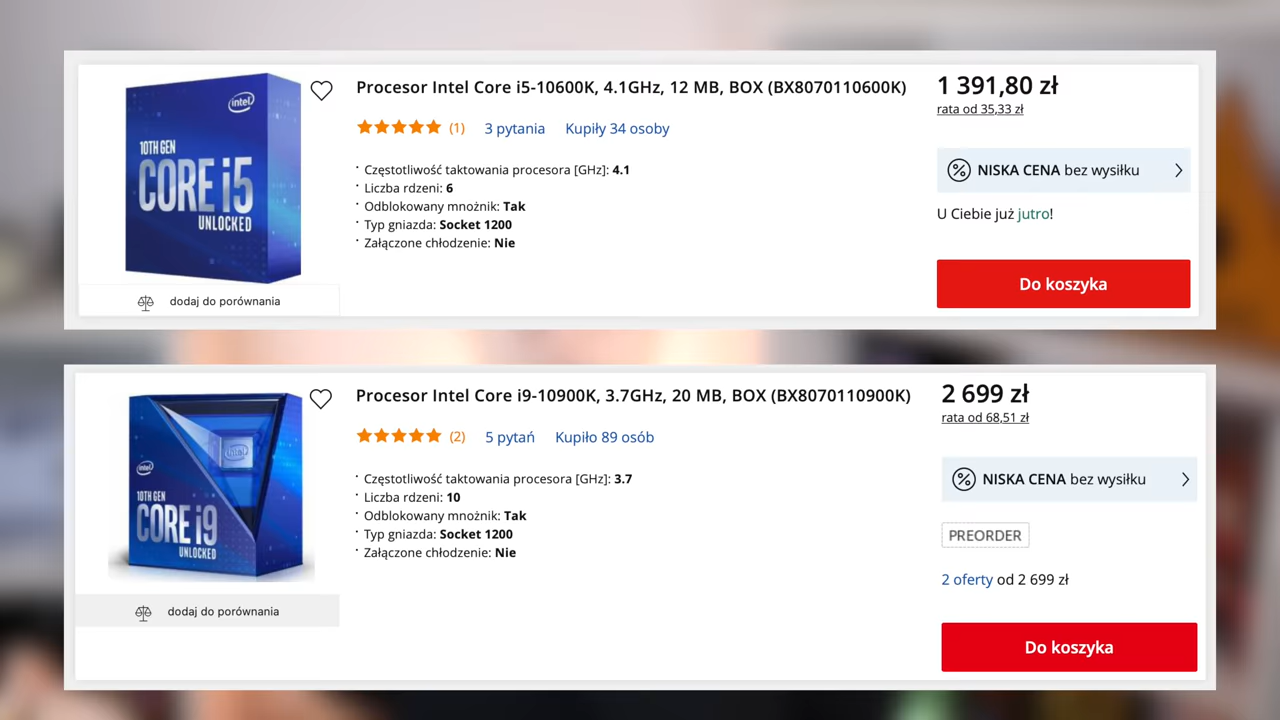 intel
10TH GEN
CORE i5
UNLOCKED
dodaj do porównania
Procesor Intel Core i5-10600K, 4.1GHz, 12 MB, BOX (BX8070110600K)
(1) 3 pytania Kupiły 34 osoby
· Częstotliwość taktowania procesora [GHz]: 4.1
· Liczba rdzeni: 6
· Odblokowany mnożnik: Tak
· Typ gniazda: Socket 1200
· Załączone chłodzenie: Nie
1 391,80 zł
rata od 35,33 zł
NISKA CENA bez wysiłku
U Ciebie już jutro!
Do koszyka
intel
intel
10TH GEN
CORE i9
UNLOCKED
dodaj do porównania
Procesor Intel Core i9-10900K, 3.7GHz, 20 MB, BOX (BX8070110900K)
(2) 5 pytań Kupiło 89 osób
· Częstotliwość taktowania procesora [GHz]: 3.7
· Liczba rdzeni: 10
· Odblokowany mnożnik: Tak
· Typ gniazda: Socket 1200
· Załączone chłodzenie: Nie
2 699 zł
rata od 68,51 zł
NISKA CENA bez wysiłku
PREORDER
2 oferty od 2 699 zł
Do koszyka